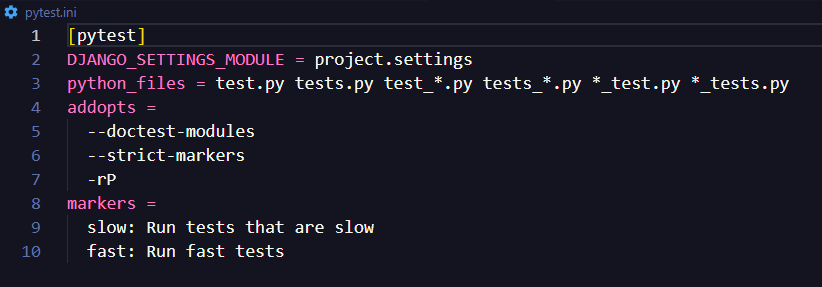 pytest.ini
1 [pytest]
2 DJANGO_SETTINGS_MODULE = project.settings
3 python_files = test.py tests.py test_*.py tests_*.py *_test.py *_tests.py
4 addopts =
5   --doctest-modules
6   --strict-markers
7   -rP
8 markers =
9   slow: Run tests that are slow
10   fast: Run fast tests